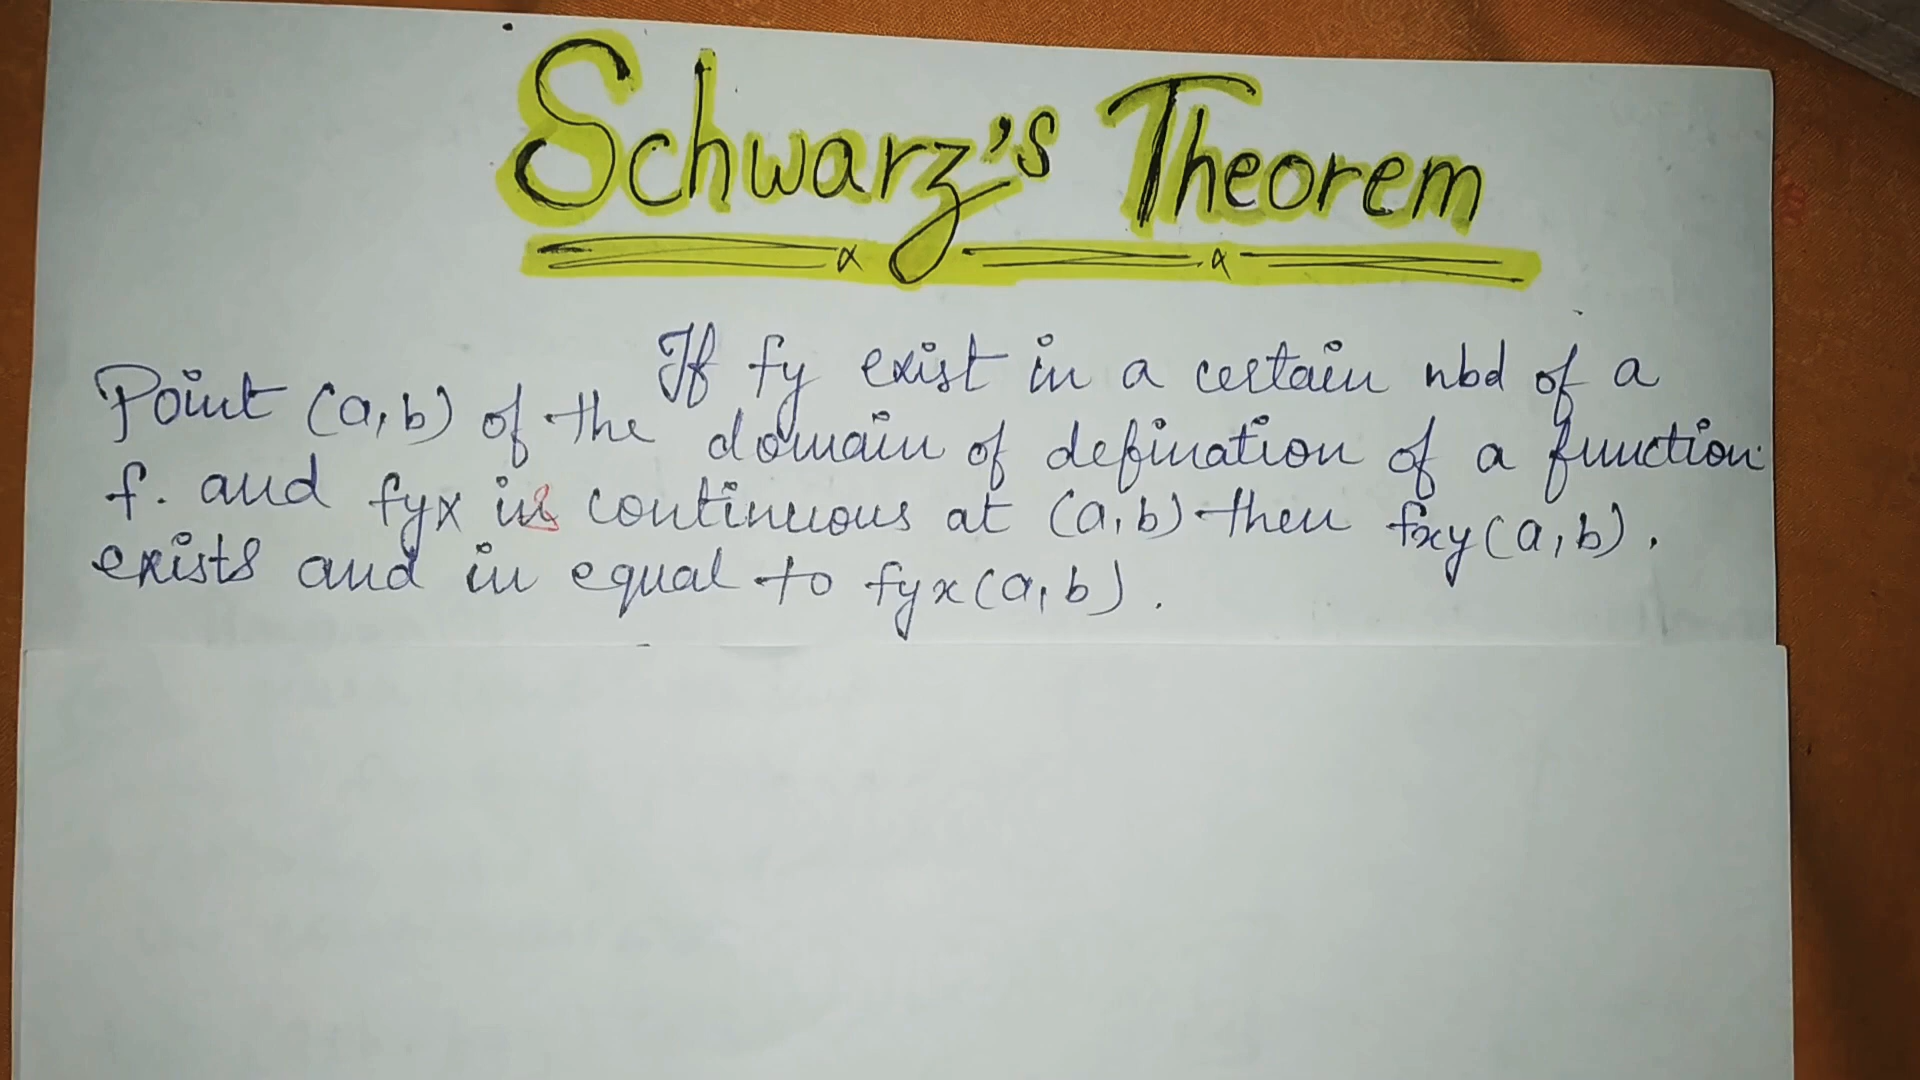 Schwarz's Theorem
If fy exist in a certain nbd of a
Point (a,b) of the domain of defination of a function
f. and fyx is continuous at (a,b) then fxy(a,b).
exists and in equal to fyx(a,b).